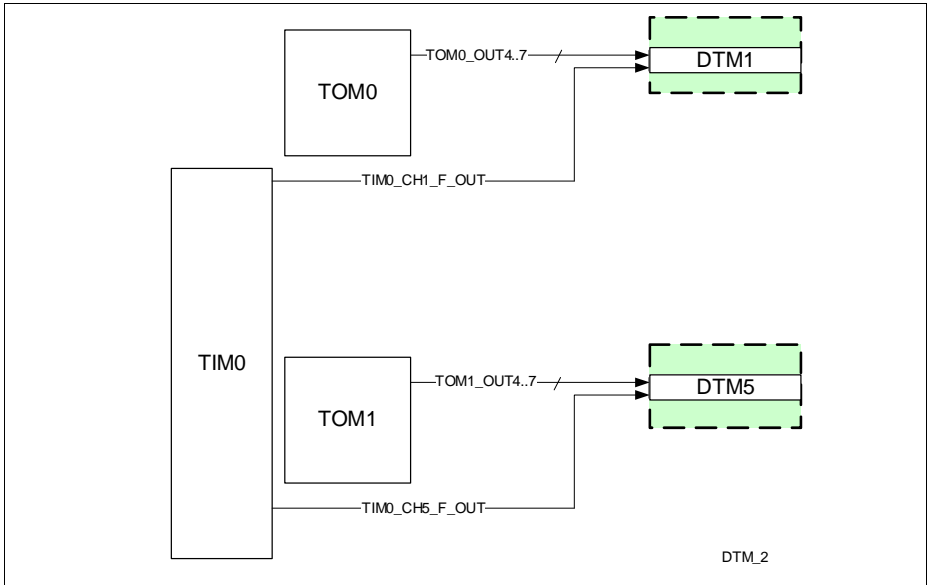 TOM0
TOM0_OUT4..7
DTM1
TIM0_CH1_F_OUT
TIM0
TOM1
TOM1_OUT4..7
DTM5
TIM0_CH5_F_OUT
DTM_2